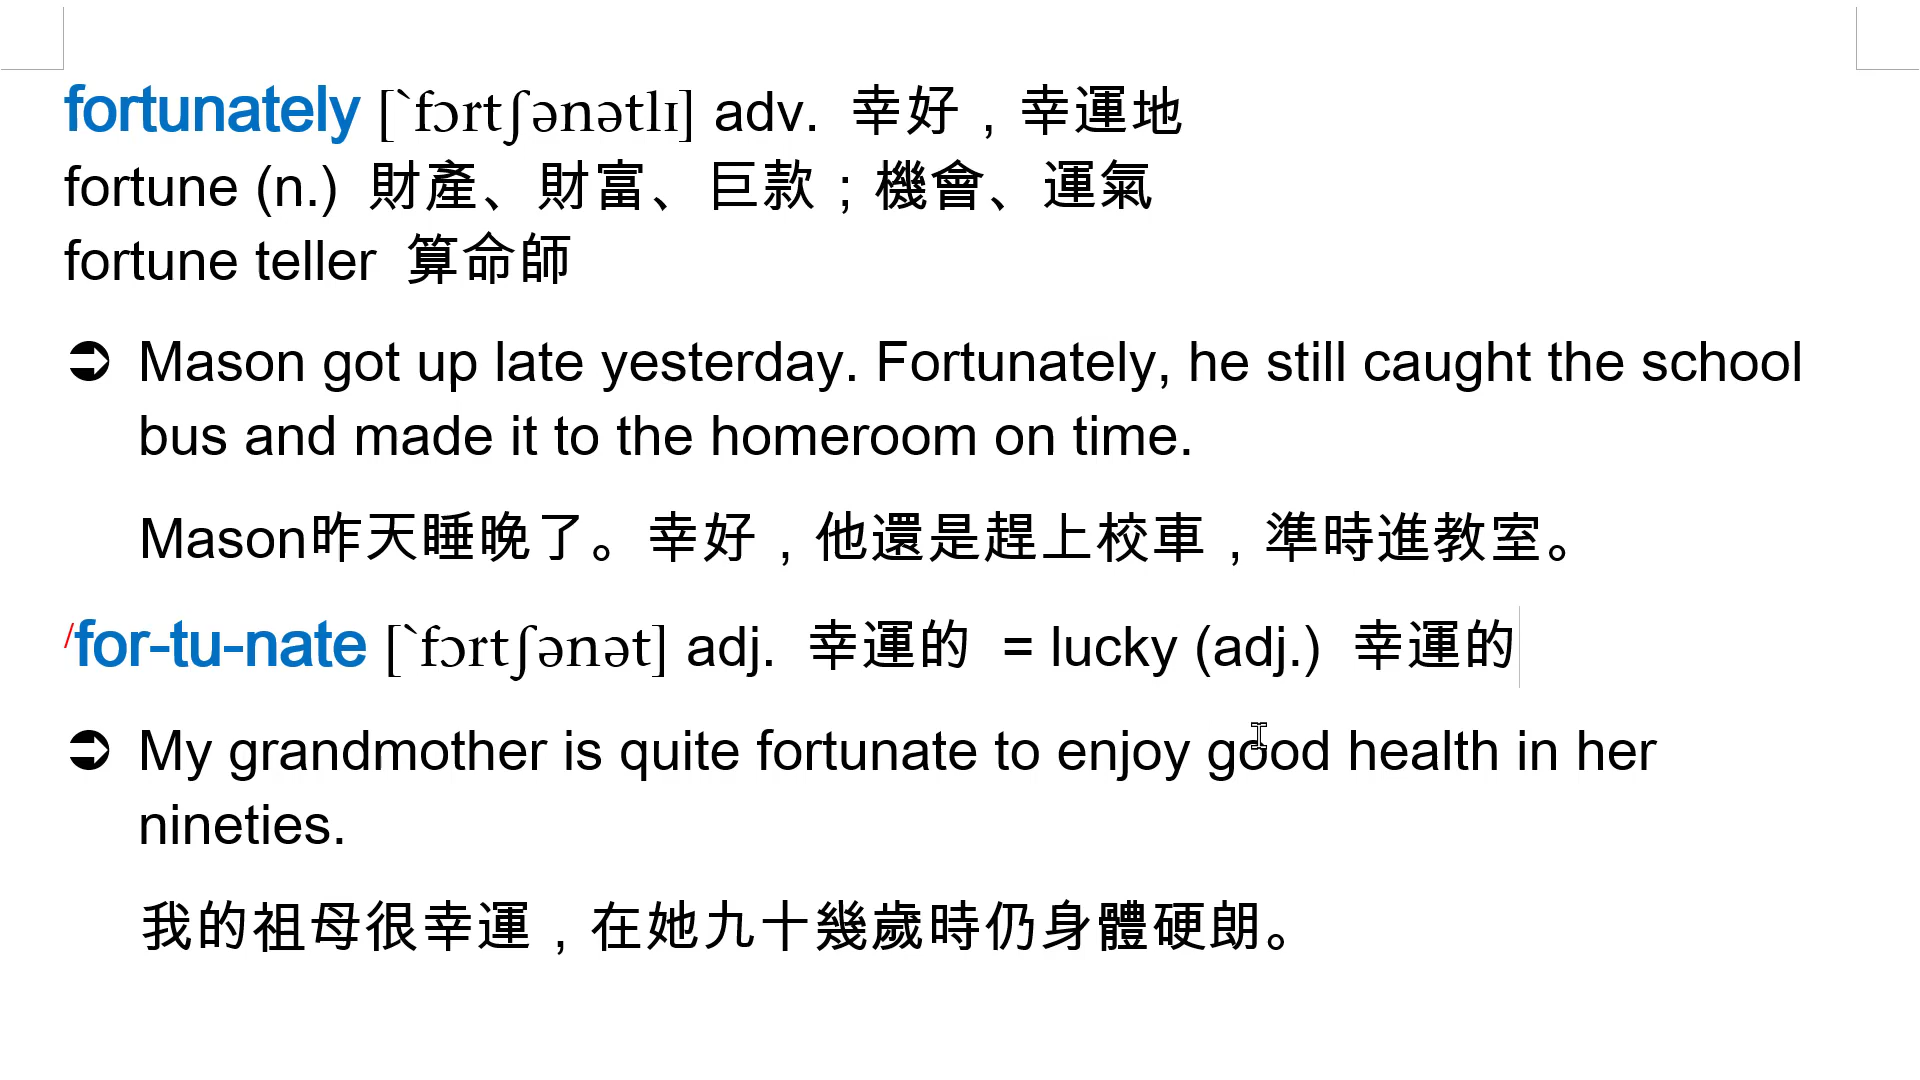 fortunately [`fɔrtʃənətlɪ] adv. 幸好，幸運地
fortune (n.) 財產、財富、巨款；機會、運氣
fortune teller 算命師
➲ Mason got up late yesterday. Fortunately, he still caught the school
bus and made it to the homeroom on time.
Mason昨天睡晚了。幸好，他還是趕上校車，準時進教室。
/for-tu-nate [`fɔrtʃənət] adj. 幸運的 = lucky (adj.) 幸運的
➲ My grandmother is quite fortunate to enjoy good health in her
nineties.
我的祖母很幸運，在她九十幾歲時仍身體硬朗。